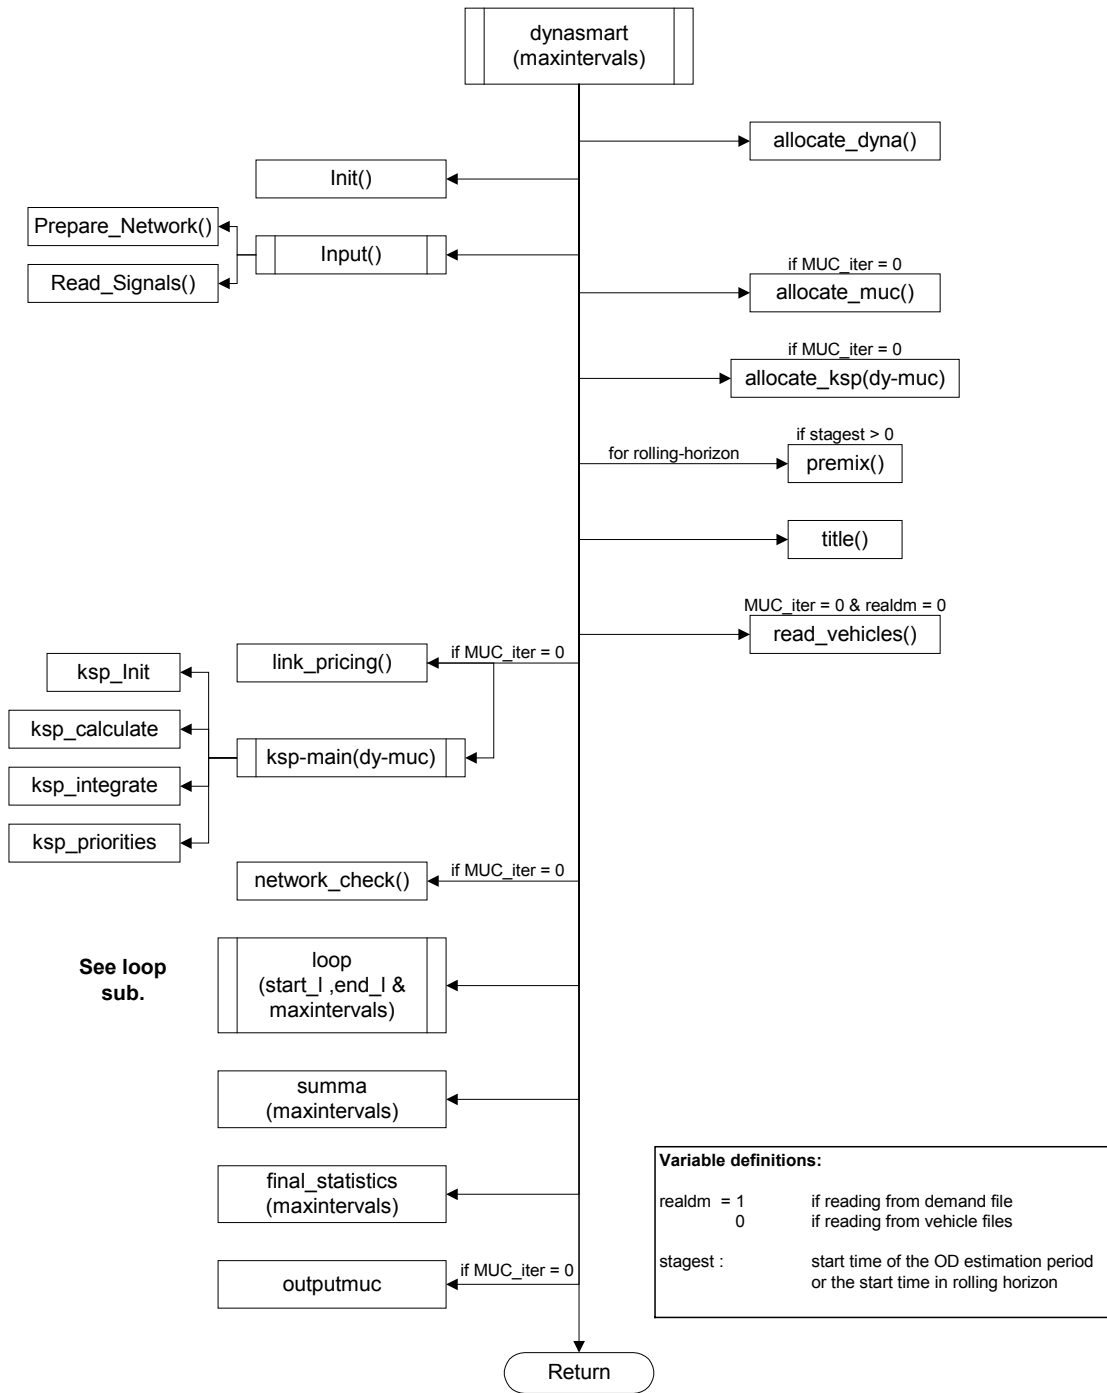 dynasmart
(maxintervals)
allocate_dyna()
Init()
Prepare_Network()
Input()
Read_Signals()
if MUC_iter = 0
allocate_muc()
if MUC_iter = 0
allocate_ksp(dy-muc)
for rolling-horizon
if stagest > 0
premix()
title()
MUC_iter = 0 & realdm = 0
read_vehicles()
link_pricing()
if MUC_iter = 0
ksp_Init
ksp_calculate
ksp-main(dy-muc)
ksp_integrate
ksp_priorities
network_check()
if MUC_iter = 0
See loop
sub.
loop
(start_l ,end_l &
maxintervals)
summa
(maxintervals)
final_statistics
(maxintervals)
outputmuc
if MUC_iter = 0
Return
Variable definitions:
realdm = 1 if reading from demand file
0 if reading from vehicle files
stagest : start time of the OD estimation period
or the start time in rolling horizon